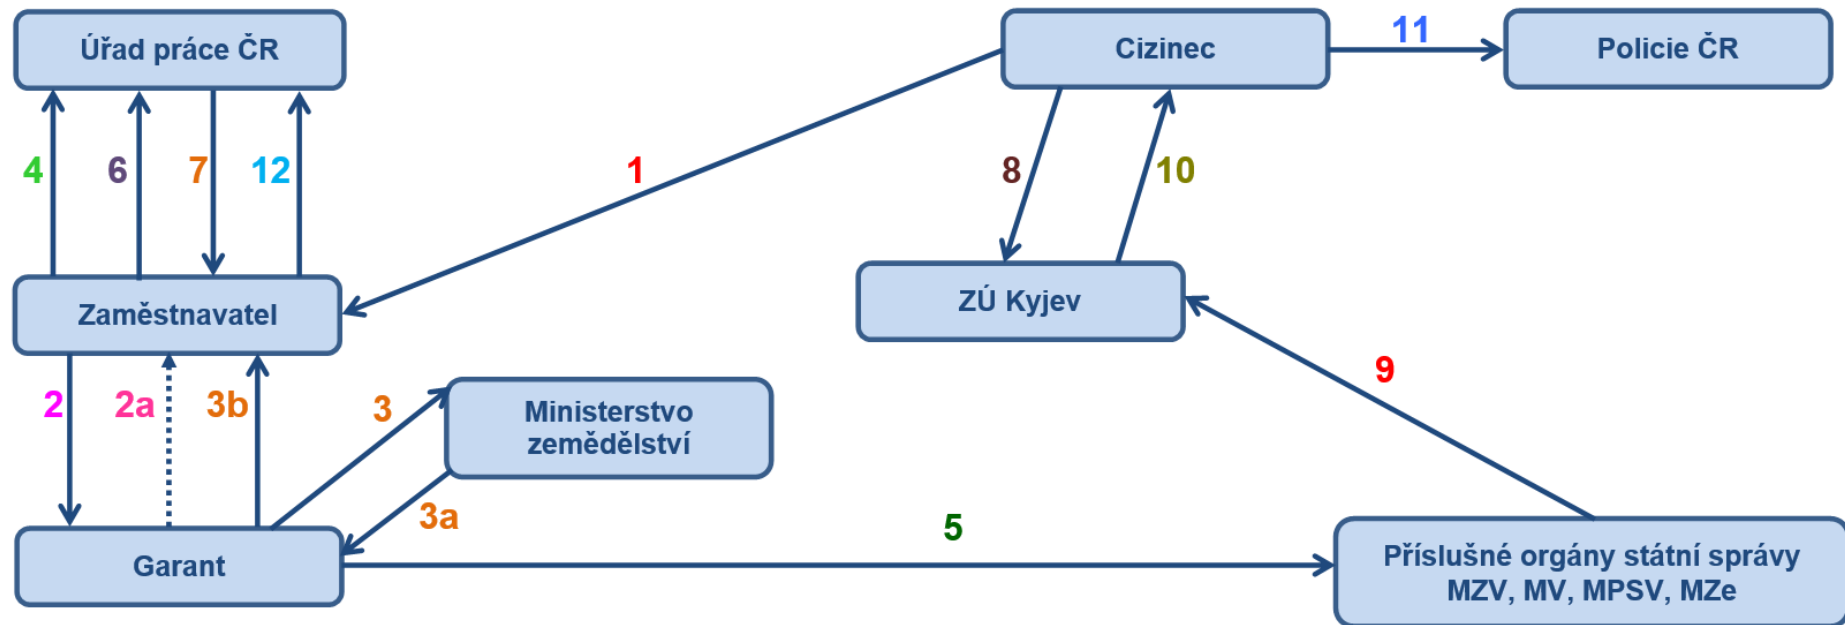 Úřad práce ČR
Cizinec
11
Policie ČR
4
6
7
12
1
8
10
Zaměstnavatel
ZÚ Kyjev
9
2
2a
3b
3
Ministerstvo
zemědělství
3a
5
Garant
Příslušné orgány státní správy
MZV, MV, MPSV, MZe